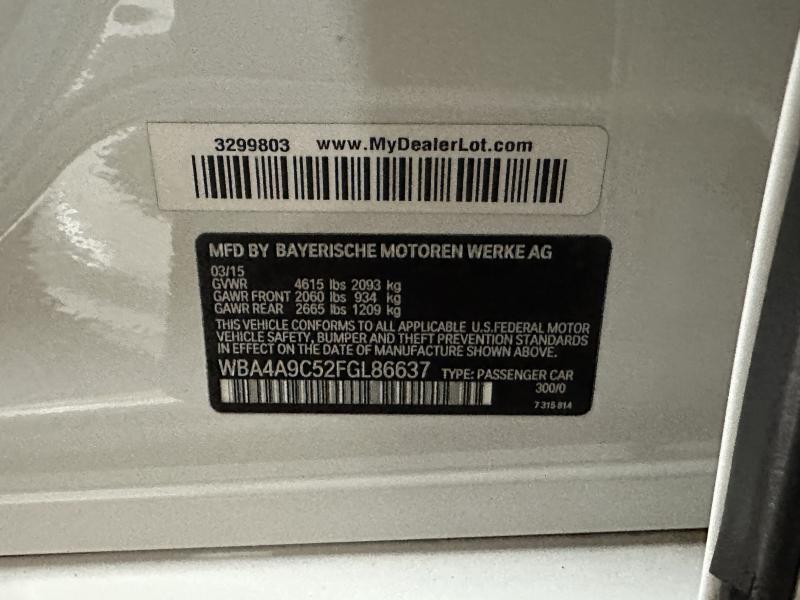 3299803 www.MyDealerLot.com
MFD BY BAYERISCHE MOTOREN WERKE AG
03/15
GVWR 4615 lbs 2093 kg
GAWR FRONT 2060 lbs 934 kg
GAWR REAR 2665 lbs 1209 kg
THIS VEHICLE CONFORMS TO ALL APPLICABLE U.S.FEDERAL MOTOR
VEHICLE SAFETY, BUMPER AND THEFT PREVENTION STANDARDS
IN EFFECT ON THE DATE OF MANUFACTURE SHOWN ABOVE.
WBA4A9C52FGL86637 TYPE: PASSENGER CAR
300/0
7 315 814